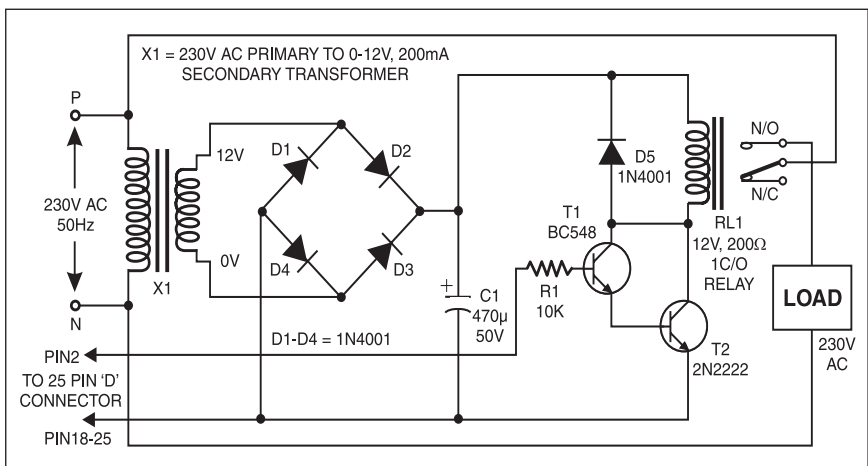 X1 = 230V AC PRIMARY TO 0-12V, 200mA
SECONDARY TRANSFORMER
P
230V AC
50Hz
N
X1
12V
0V
D1
D2
D4
D3
D1-D4 = 1N4001
+
C1
470µ
50V
D5
1N4001
T1
BC548
R1
10K
T2
2N2222
N/O
N/C
RL1
12V, 200Ω
1C/O
RELAY
LOAD
230V
AC
PIN2
TO 25 PIN 'D'
CONNECTOR
PIN18-25